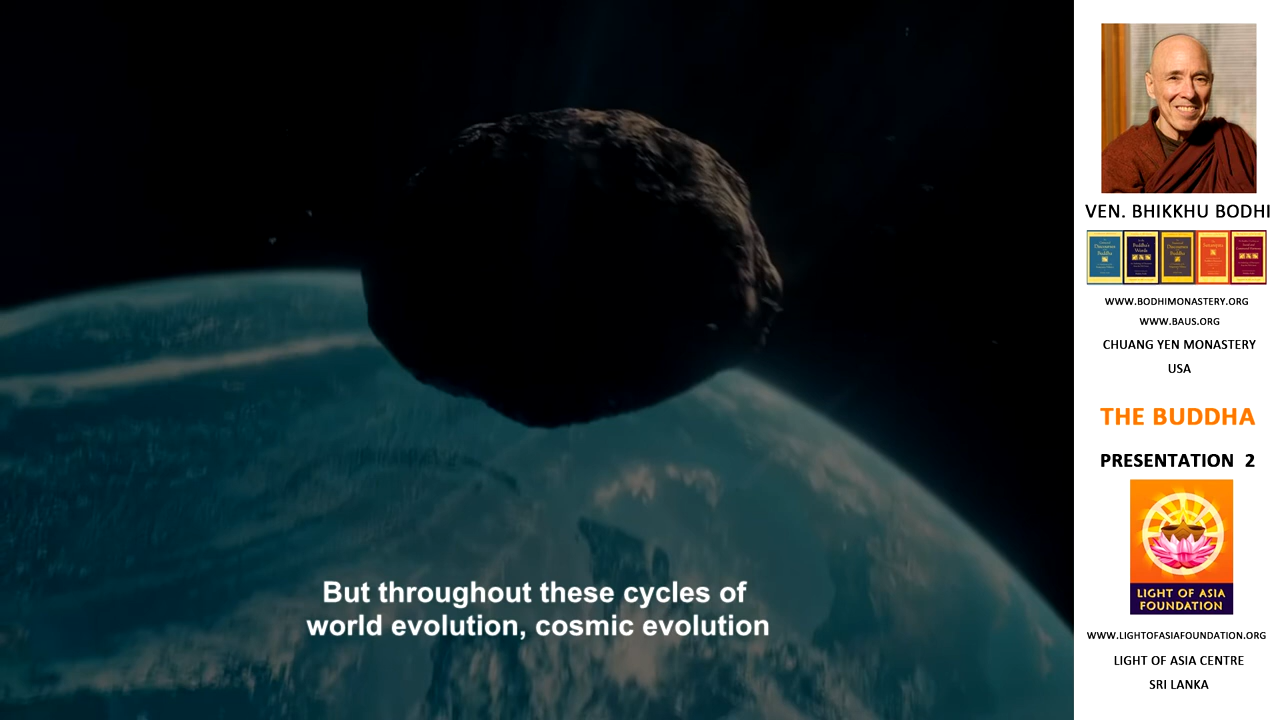 But throughout these cycles of
world evolution, cosmic evolution
VEN. BHIKKHU BODHI
Buddha's
Words
WWW.BODHIMONASTERY.ORG
WWW.BAUS.ORG
CHUANG YEN MONASTERY
USA
THE BUDDHA
PRESENTATION 2
LIGHT OF ASIA
FOUNDATION
WWW.LIGHTOFASIAFOUNDATION.ORG
LIGHT OF ASIA CENTRE
SRI LANKA